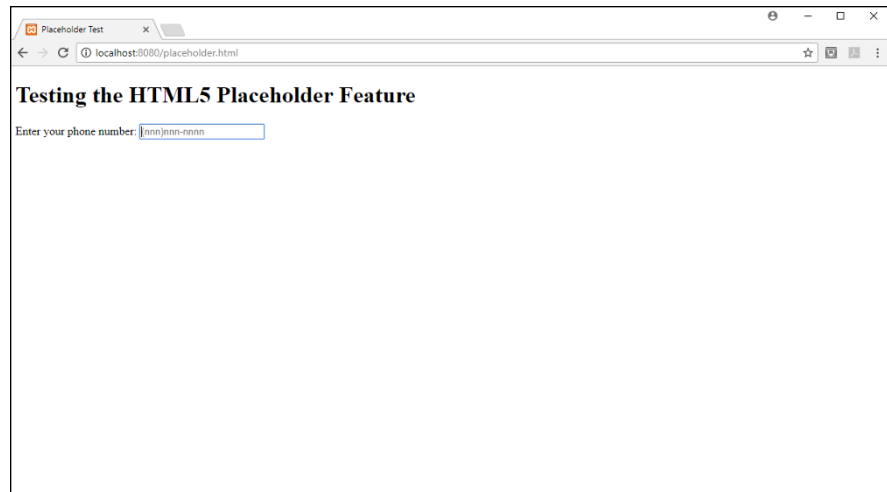 Placeholder Test
localhost:8080/placeholder.html
Testing the HTML5 Placeholder Feature
Enter your phone number: (nnn)nnn-nnnn